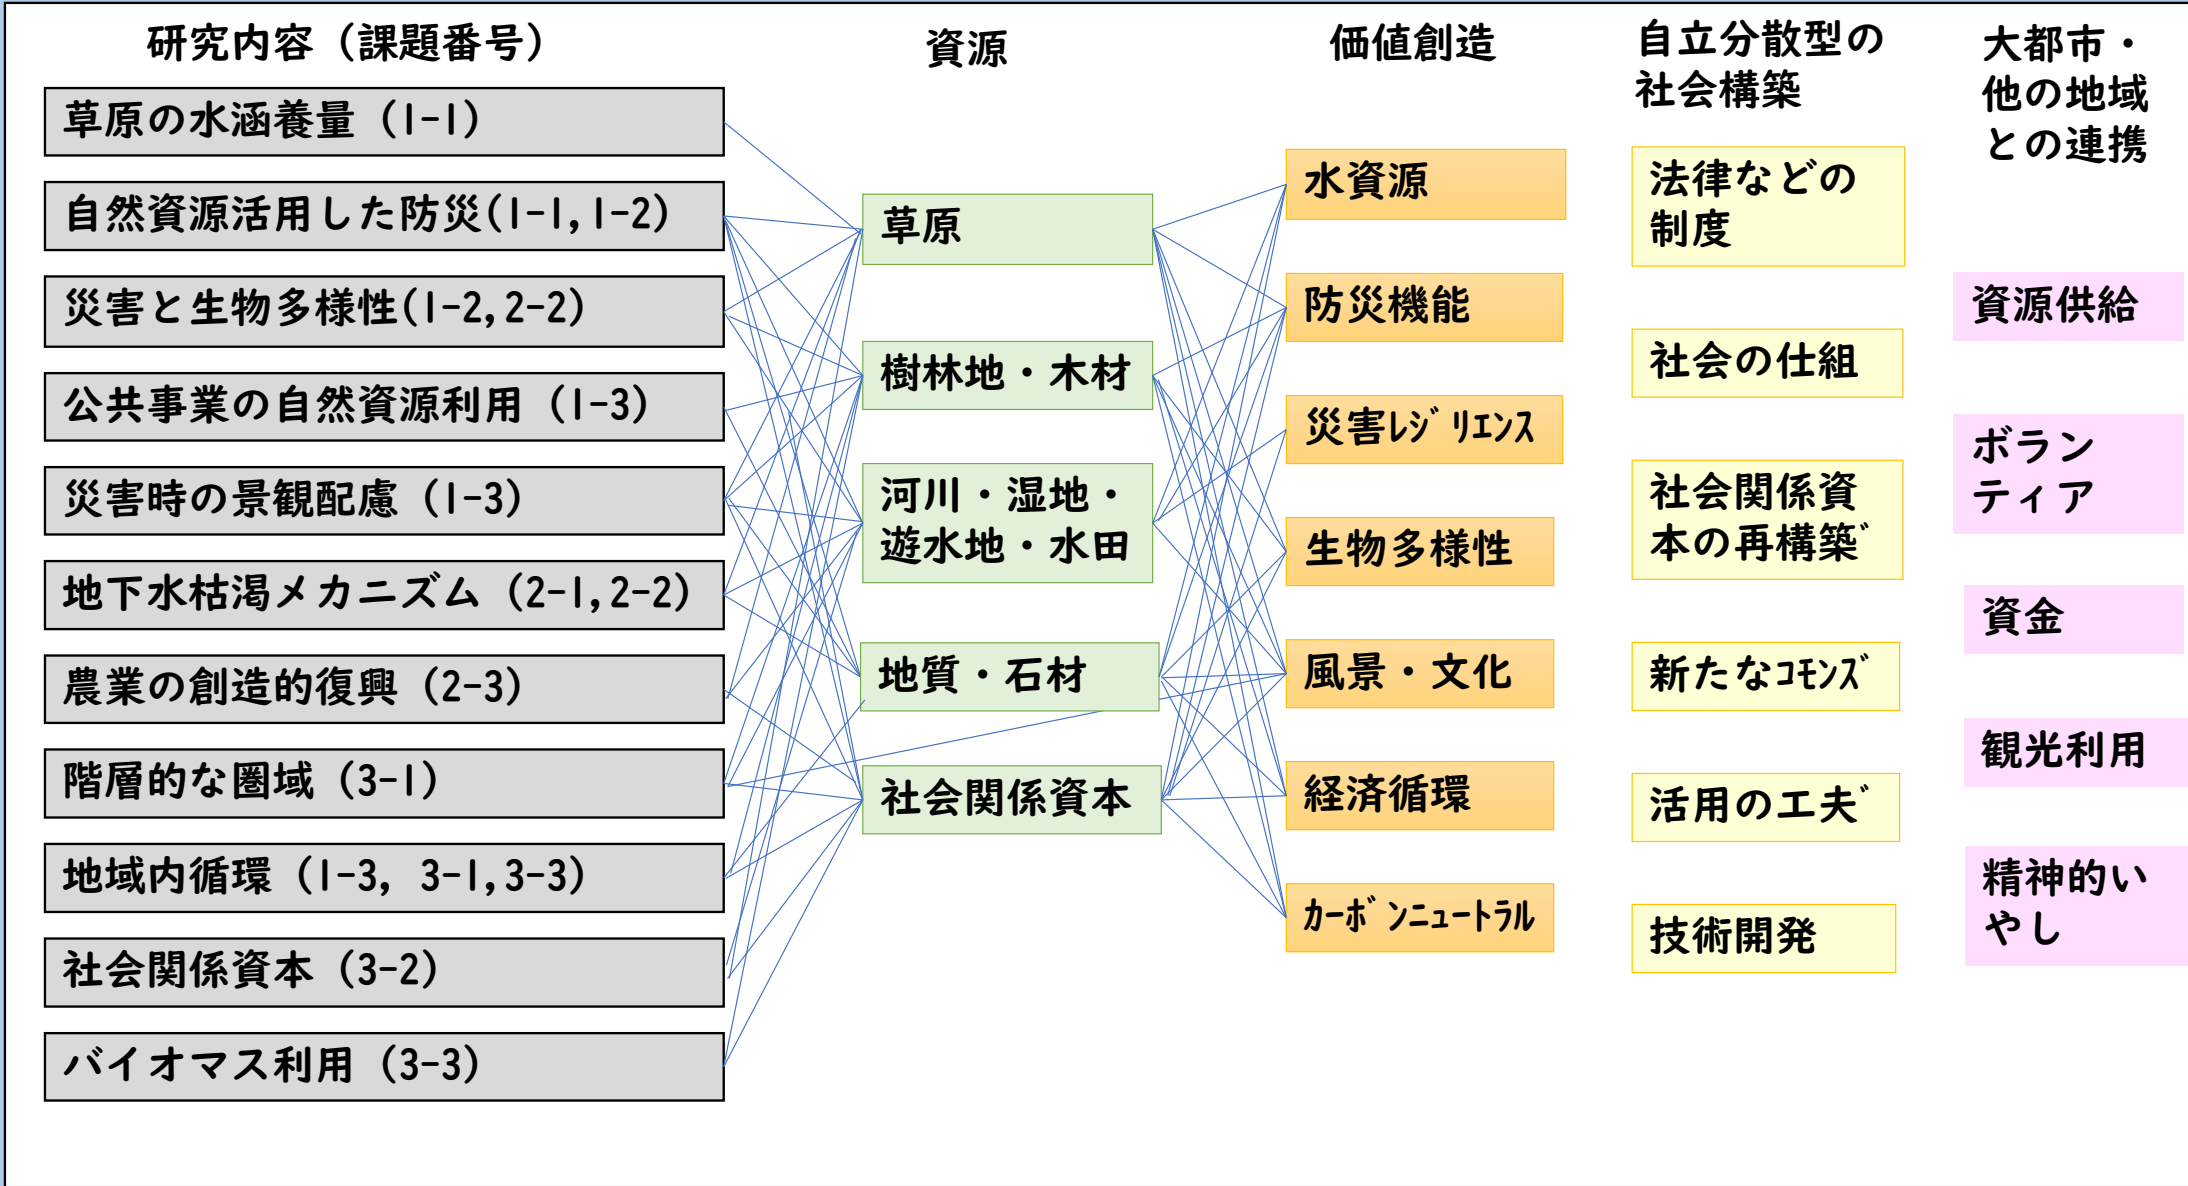 研究内容（課題番号）
草原の水涵養量（1-1）
自然資源活用した防災(1-1,1-2)
災害と生物多様性(1-2,2-2)
公共事業の自然資源利用（1-3）
災害時の景観配慮（1-3）
地下水枯渇メカニズム（2-1,2-2）
農業の創造的復興（2-3）
階層的な圏域（3-1）
地域内循環（1-3, 3-1,3-3）
社会関係資本（3-2）
バイオマス利用（3-3）
資源
草原
樹林地・木材
河川・湿地・
遊水地・水田
地質・石材
社会関係資本
価値創造
水資源
防災機能
災害ﾚｼﾞﾘｴﾝｽ
生物多様性
風景・文化
経済循環
ｶｰﾎﾞﾝﾆｭｰﾄﾗﾙ
自立分散型の
社会構築
法律などの
制度
社会の仕組
社会関係資
本の再構築ﾞ
新たなｺﾓﾝｽﾞ
活用の工夫ﾞ
技術開発
大都市・
他の地域
との連携
資源供給
ボラン
ティア
資金
観光利用
精神的い
やし